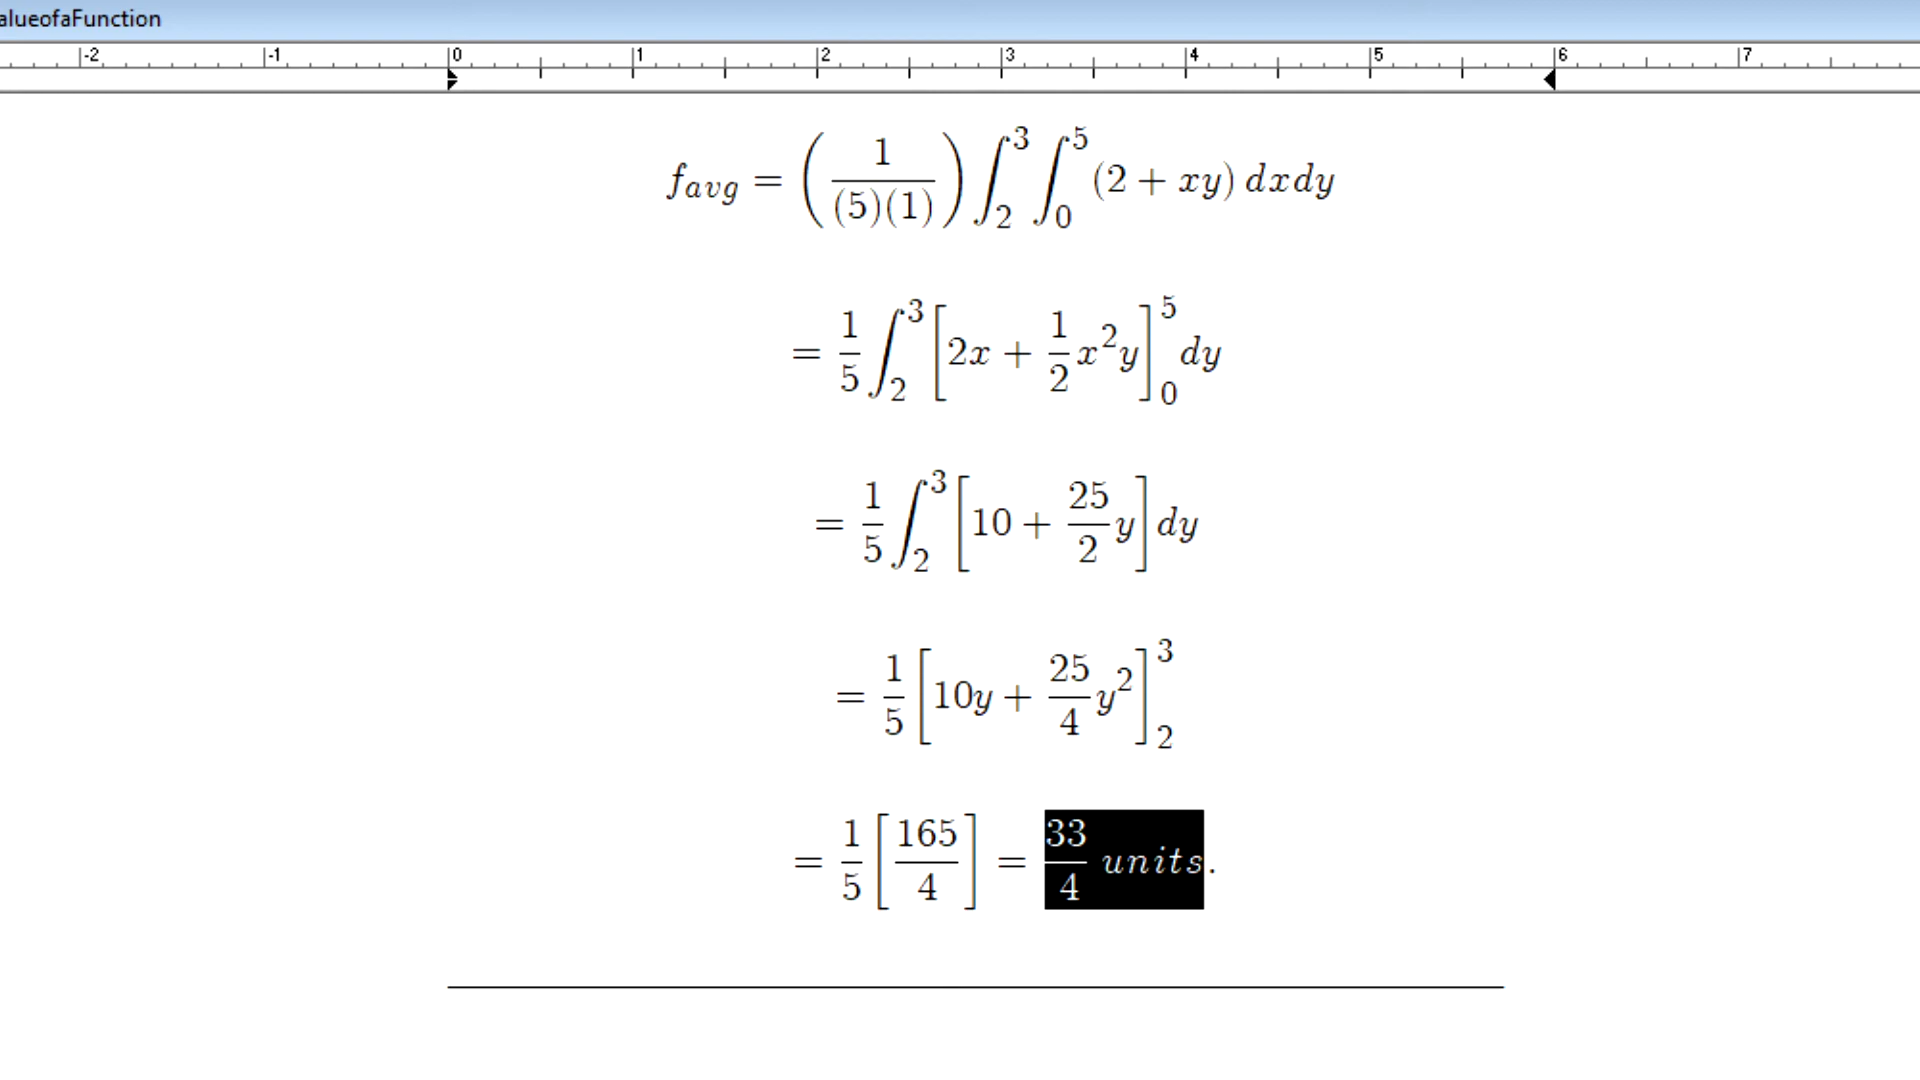 alueofaFunction
-2 -1 0 1 2 3 4 5 6 7
f_{avg} = \left( \frac{1}{(5)(1)} \right) \int_2^3 \int_0^5 (2 + xy) \, dxdy
= \frac{1}{5} \int_2^3 \left[ 2x + \frac{1}{2} x^2 y \right]_0^5 dy
= \frac{1}{5} \int_2^3 \left[ 10 + \frac{25}{2} y \right] dy
= \frac{1}{5} \left[ 10y + \frac{25}{4} y^2 \right]_2^3
= \frac{1}{5} \left[ \frac{165}{4} \right] = \frac{33}{4} \, units.